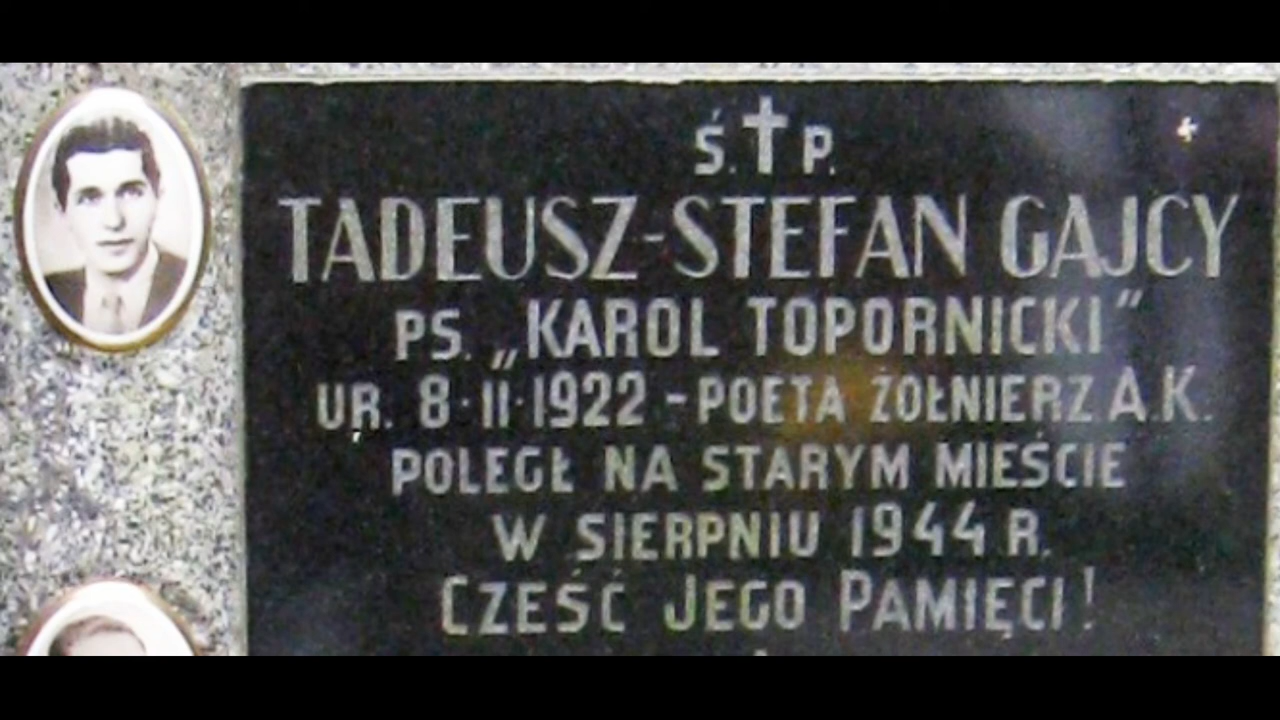 Ś. † P.
TADEUSZ-STEFAN GAJCY
PS. „KAROL TOPORNICKI”
UR. 8·II·1922 - POETA ŻOŁNIERZ A.K.
POLEGŁ NA STARYM MIEŚCIE
W SIERPNIU 1944 R.
CZEŚĆ JEGO PAMIĘCI!